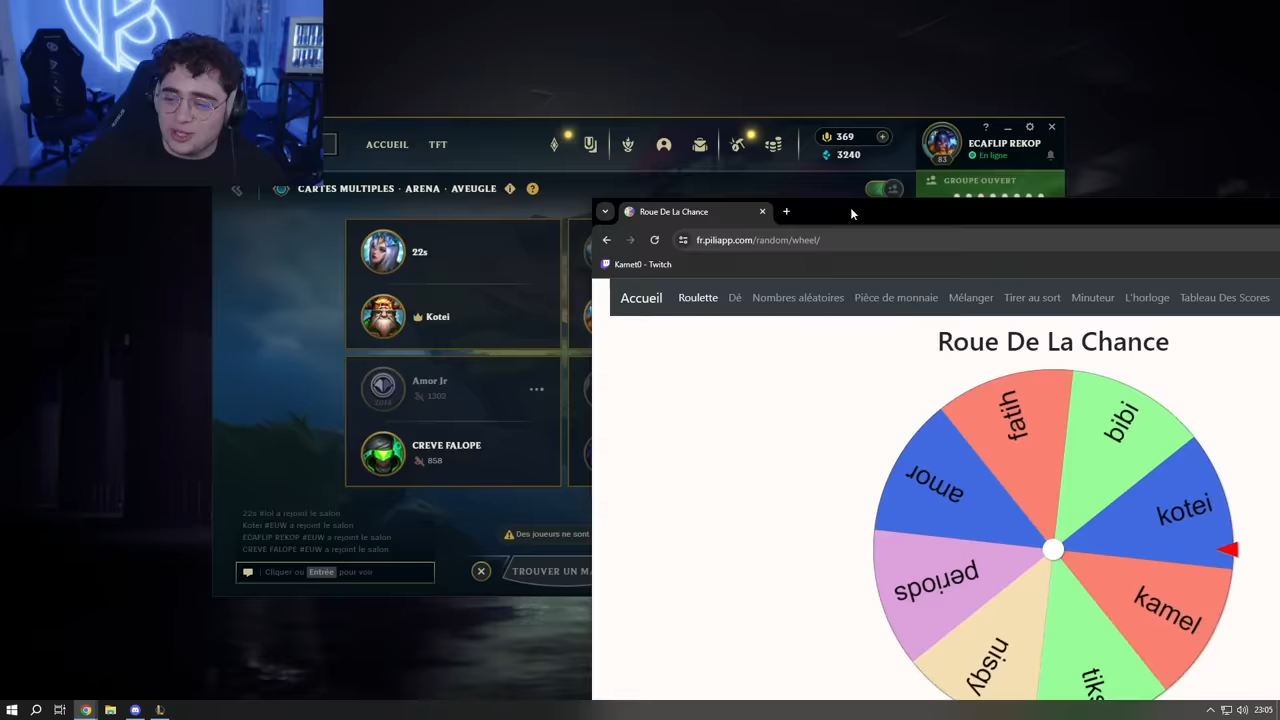 ACCUEIL
TFT
369
3240
83
ECAFLIP REKOP
En ligne
CARTES MULTIPLES · ARENA · AVEUGLE
GROUPE OUVERT
22s
Kotei
Amor Jr
1302
CREVE FALOPE
858
22s #lol a rejoint le salon
Kotei #EUW a rejoint le salon
ECAFLIP REKOP #EUW a rejoint le salon
CREVE FALOPE #EUW a rejoint le salon
Cliquer ou Entrée pour voir
Des joueurs ne sont
TROUVER UN MA
Roue De La Chance
fr.piliapp.com/random/wheel/
Kamet0 - Twitch
Accueil
Roulette
Dé
Nombres aléatoires
Pièce de monnaie
Mélanger
Tirer au sort
Minuteur
L'horloge
Tableau Des Scores
Roue De La Chance
fatih
bibi
amor
kotei
periods
kamel
nisqy
tiks
23:05